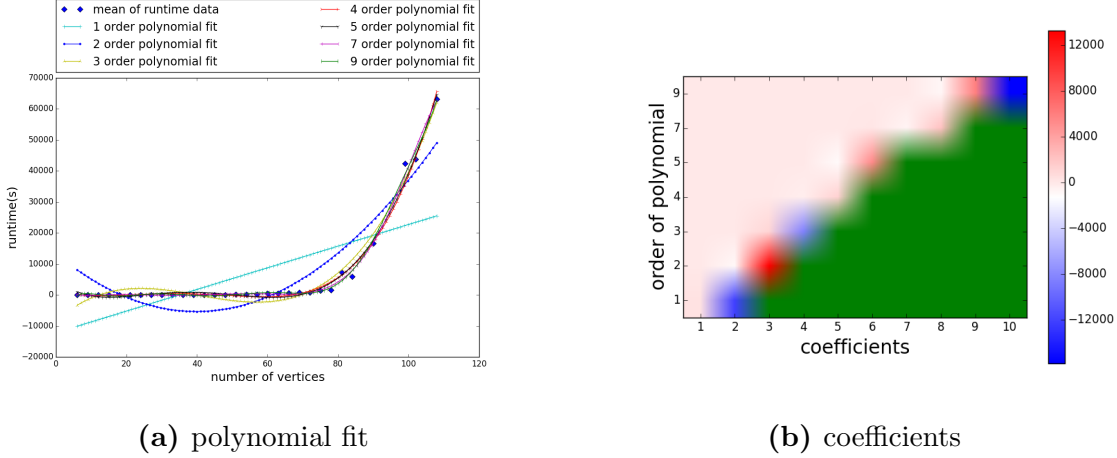 mean of runtime data
1 order polynomial fit
2 order polynomial fit
3 order polynomial fit
4 order polynomial fit
5 order polynomial fit
7 order polynomial fit
9 order polynomial fit
70000
60000
50000
40000
30000
20000
10000
0
−10000
−20000
runtime(s)
0 20 40 60 80 100 120
number of vertices
(a) polynomial fit
order of polynomial
9
7
5
4
3
2
1
1 2 3 4 5 6 7 8 9 10
coefficients
12000
8000
4000
0
−4000
−8000
−12000
(b) coefficients